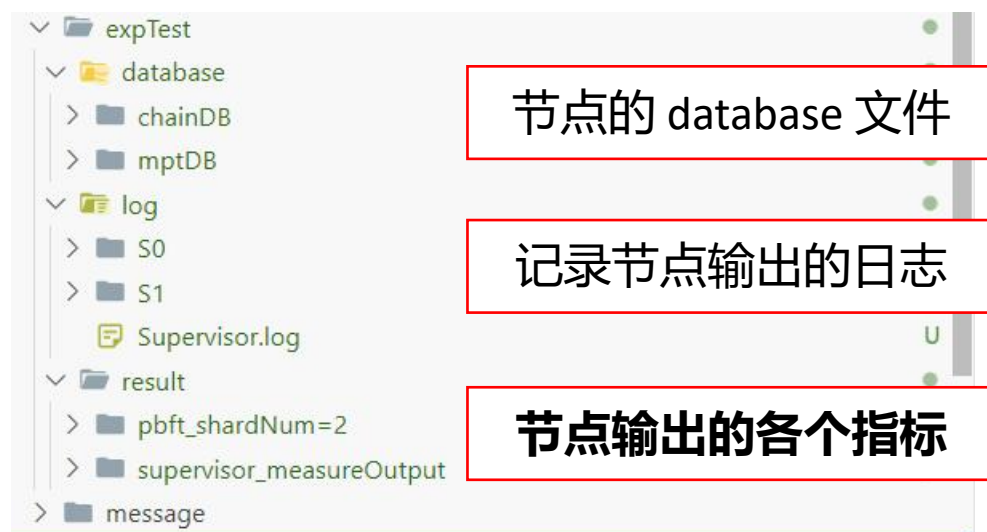 expTest
database
chainDB
节点的 database 文件
mptDB
log
S0
记录节点输出的日志
S1
Supervisor.log U
result
pbft_shardNum=2
节点输出的各个指标
supervisor_measureOutput
message